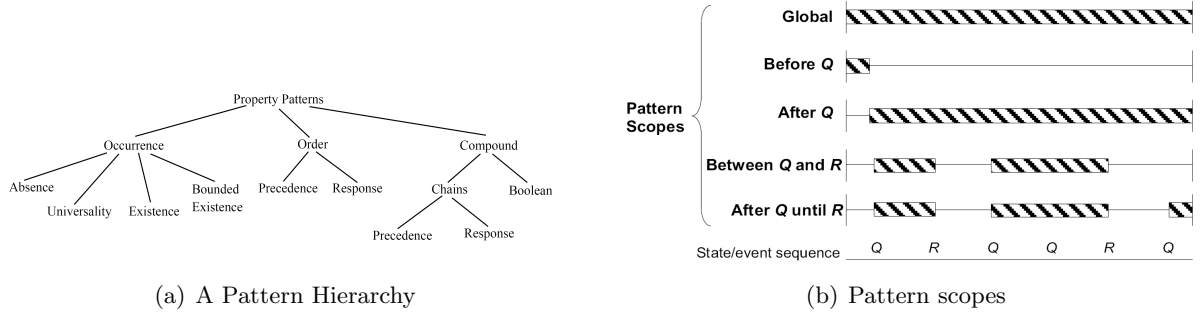 Property Patterns
Occurrence
Order
Compound
Absence
Universality
Existence
Bounded
Existence
Precedence
Response
Chains
Boolean
Precedence
Response
(a) A Pattern Hierarchy
Pattern
Scopes
Global
Before Q
After Q
Between Q and R
After Q until R
State/event sequence Q R Q Q R Q
(b) Pattern scopes